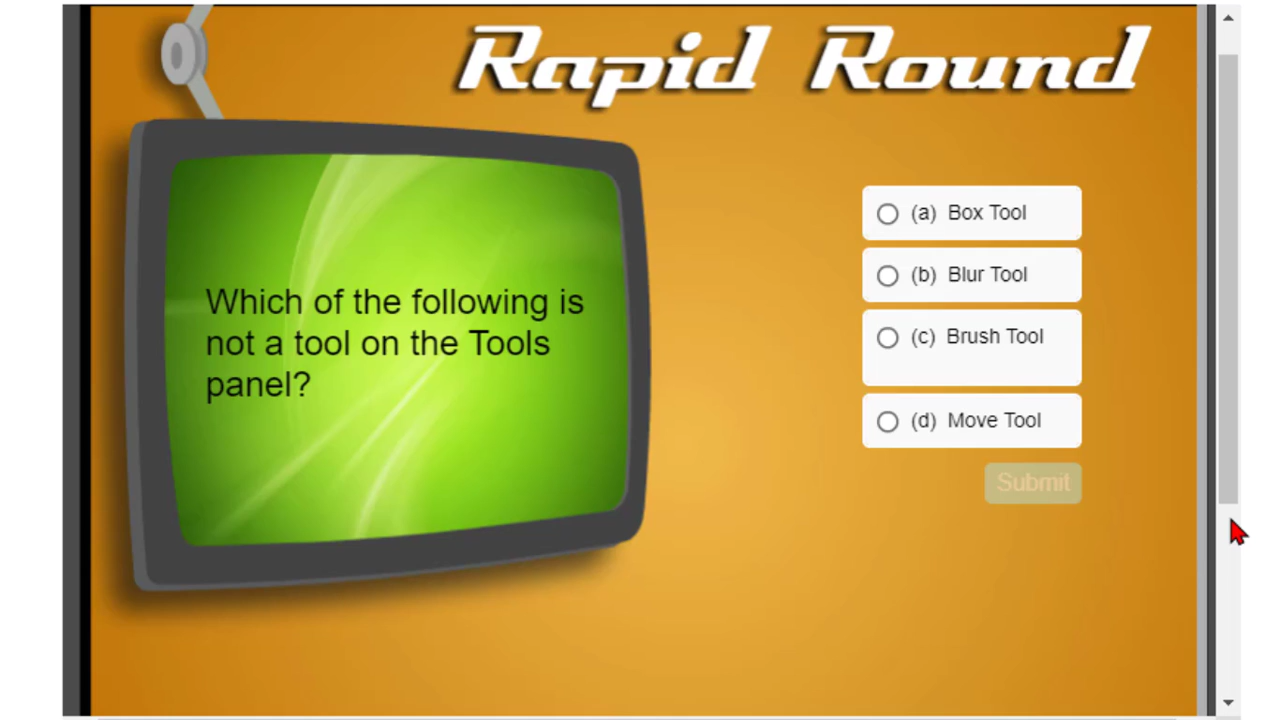 Rapid Round
Which of the following is
not a tool on the Tools
panel?
(a) Box Tool
(b) Blur Tool
(c) Brush Tool
(d) Move Tool
Submit